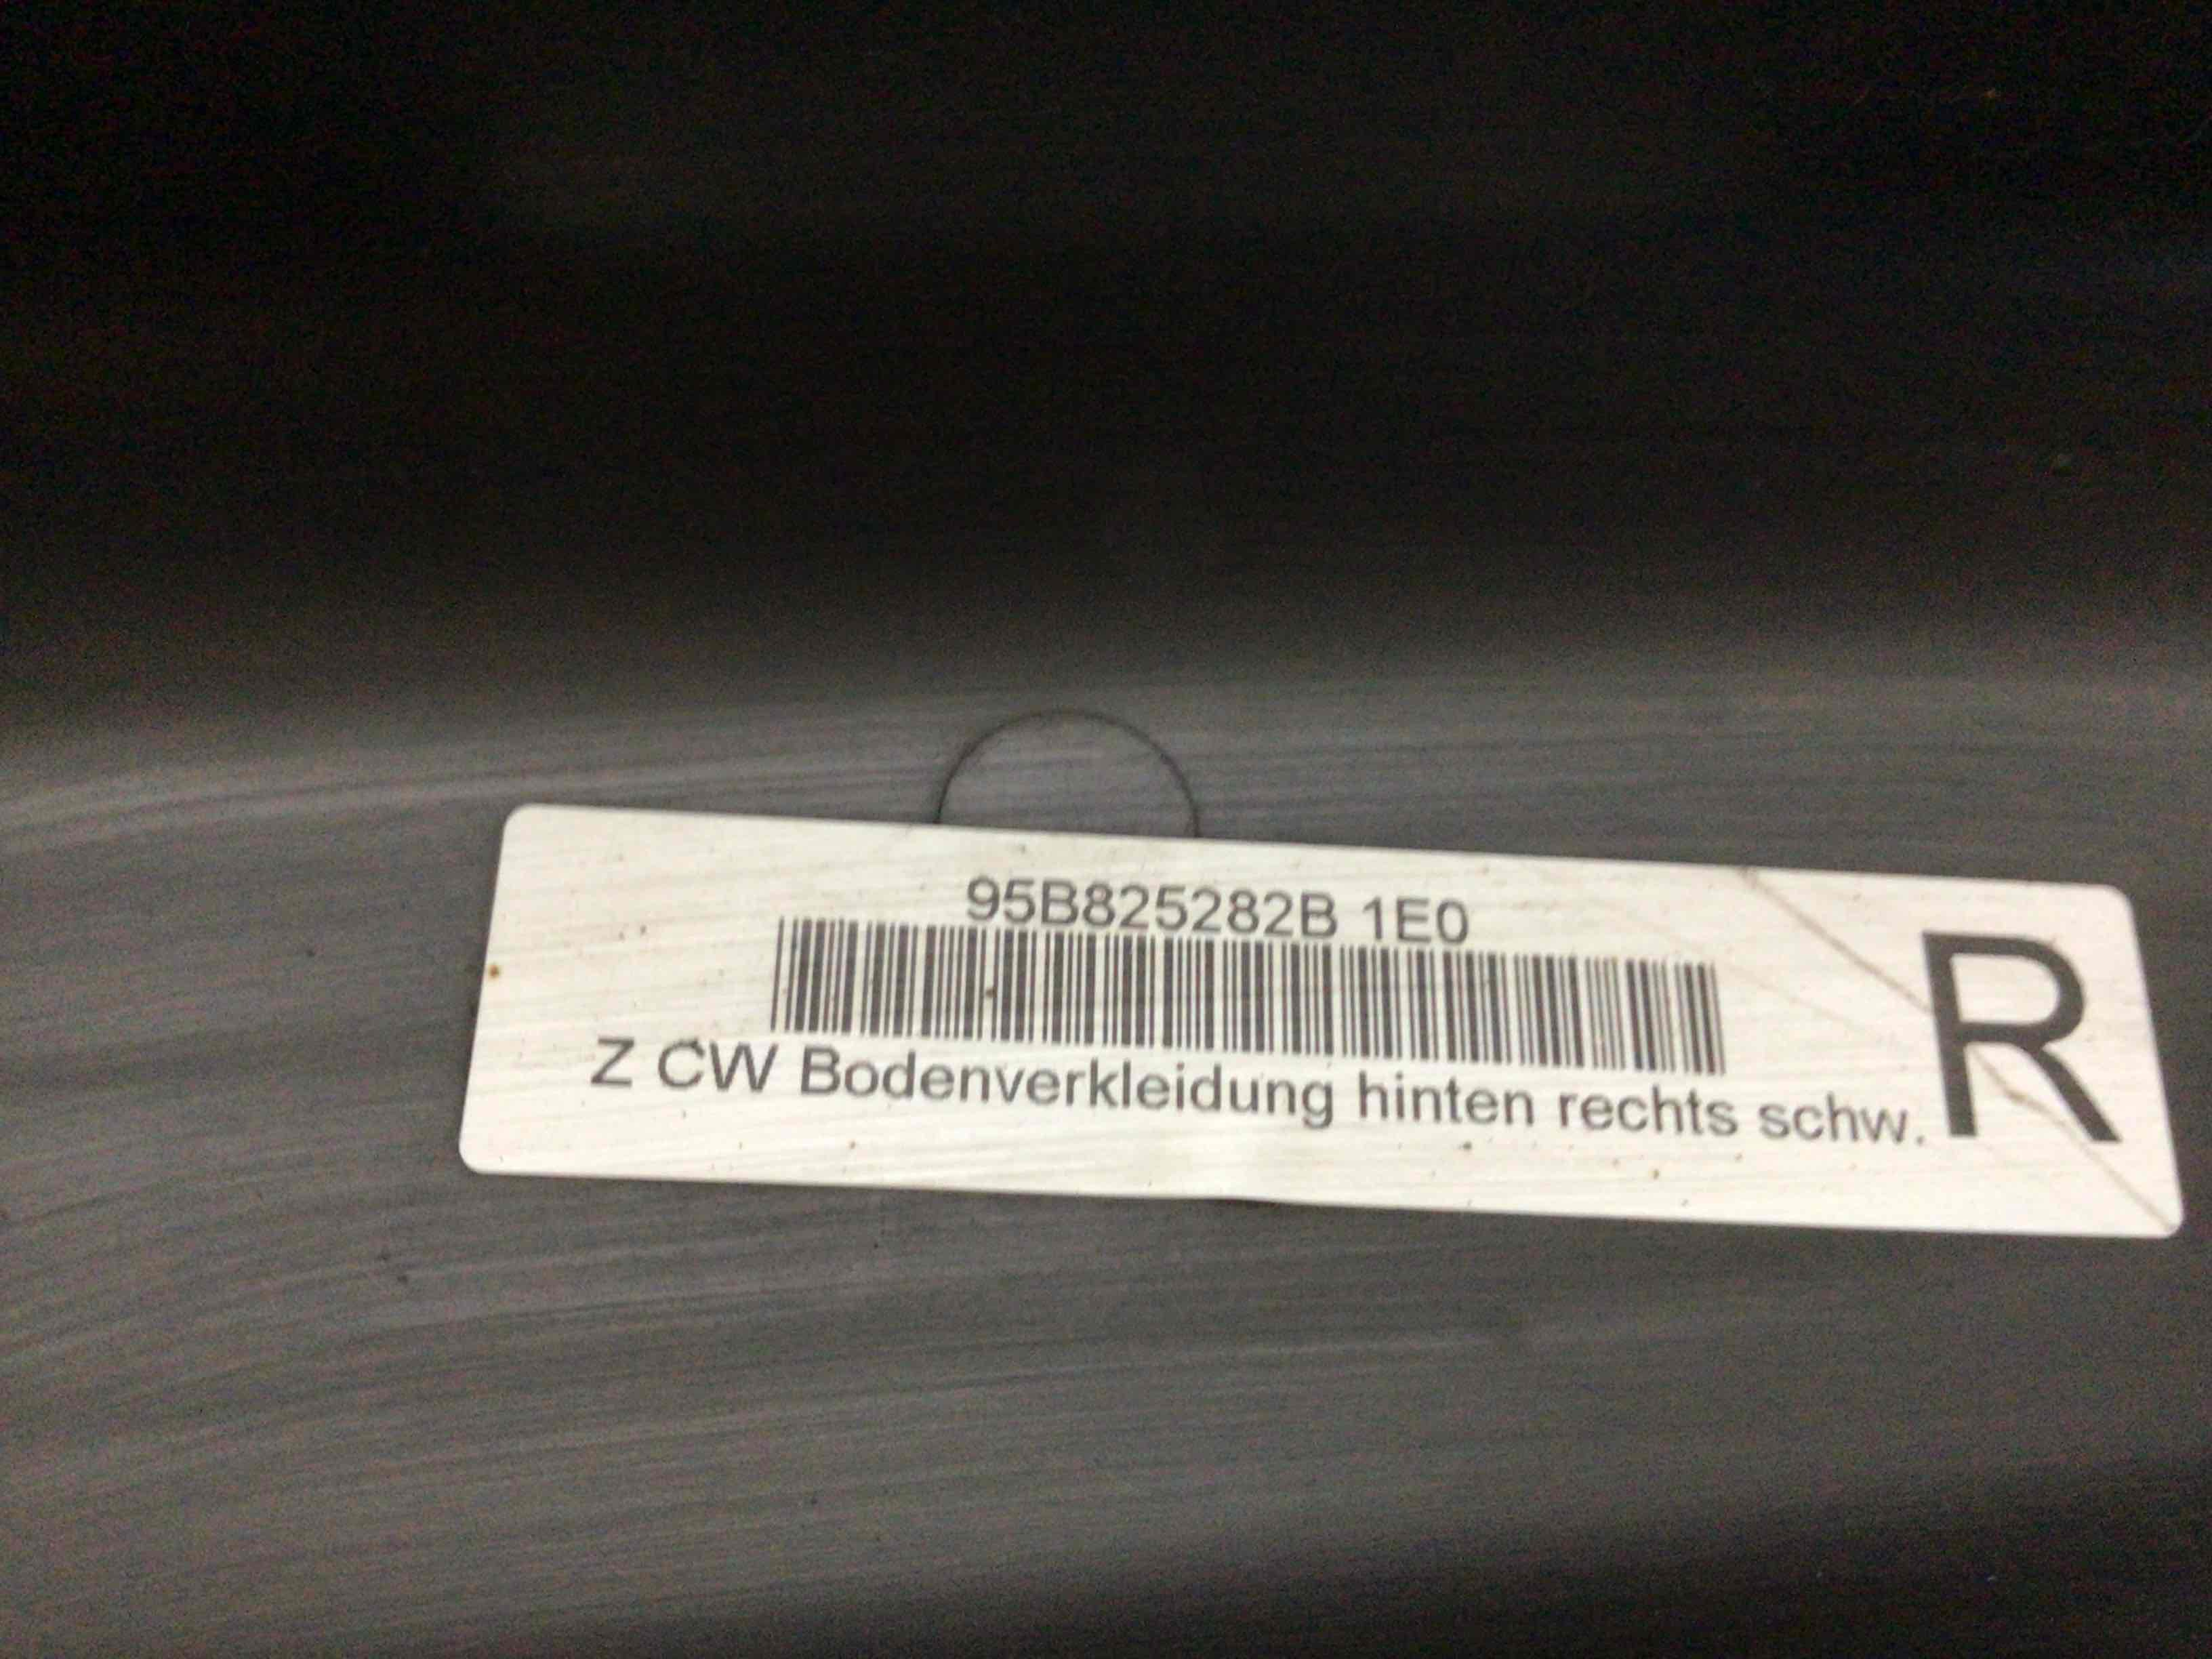 95B825282B 1E0
Z CW Bodenverkleidung hinten rechts schw.
R